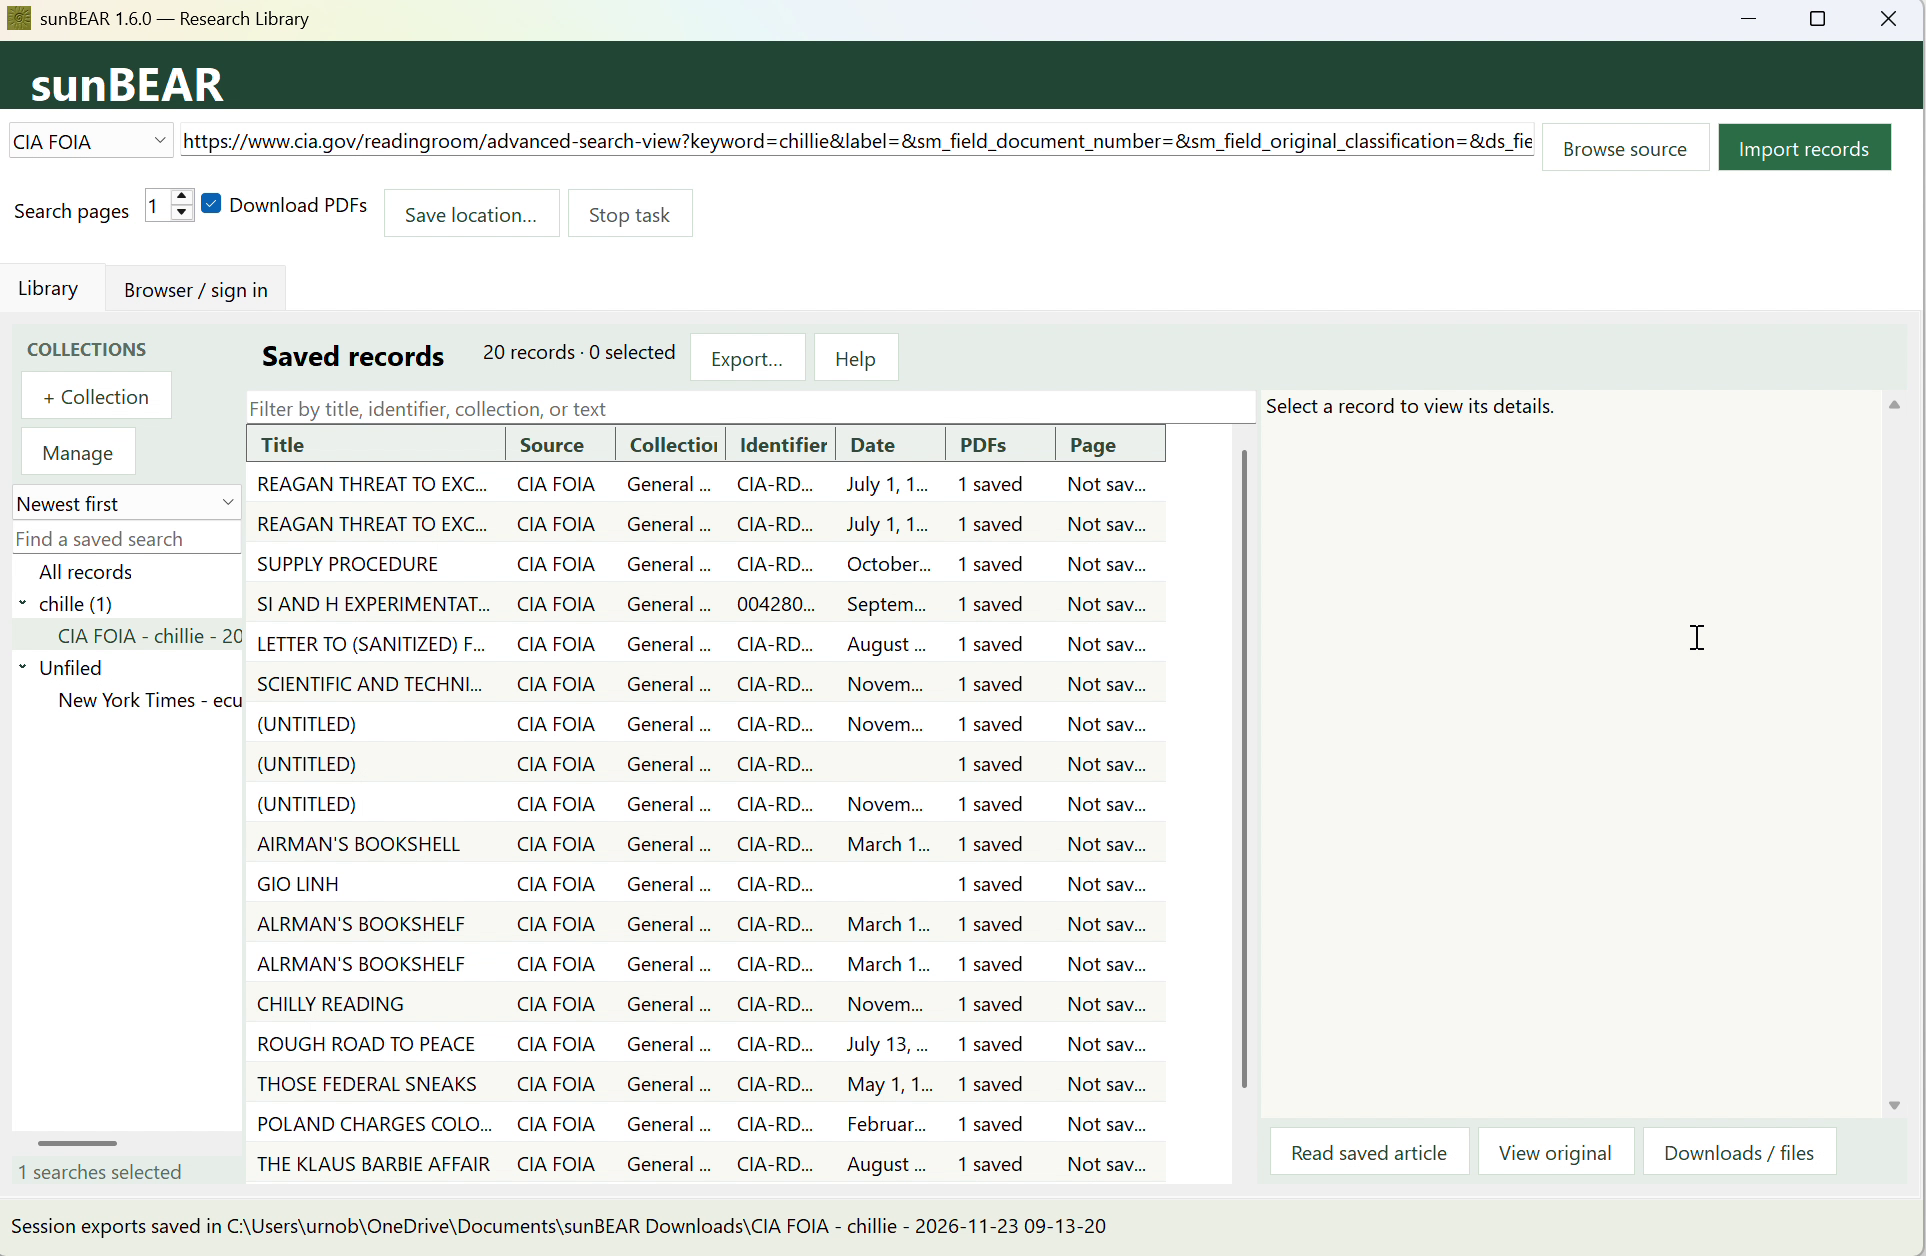 sunBEAR 1.6.0 — Research Library
sunBEAR
CIA FOIA https://www.cia.gov/readingroom/advanced-search-view?keyword=chillie&label=&sm_field_document_number=&sm_field_original_classification=&ds_fie Browse source Import records
Search pages 1 Download PDFs Save location... Stop task
Library Browser / sign in
COLLECTIONS
+ Collection
Manage
Newest first
Find a saved search
All records
chille (1)
CIA FOIA - chillie - 20
Unfiled
New York Times - ecu
1 searches selected
Saved records 20 records · 0 selected Export... Help
Filter by title, identifier, collection, or text
Title Source Collection Identifier Date PDFs Page
REAGAN THREAT TO EXC... CIA FOIA General ... CIA-RD... July 1, 1... 1 saved Not sav...
REAGAN THREAT TO EXC... CIA FOIA General ... CIA-RD... July 1, 1... 1 saved Not sav...
SUPPLY PROCEDURE CIA FOIA General ... CIA-RD... October... 1 saved Not sav...
SI AND H EXPERIMENTAT... CIA FOIA General ... 004280... Septem... 1 saved Not sav...
LETTER TO (SANITIZED) F... CIA FOIA General ... CIA-RD... August ... 1 saved Not sav...
SCIENTIFIC AND TECHNI... CIA FOIA General ... CIA-RD... Novem... 1 saved Not sav...
(UNTITLED) CIA FOIA General ... CIA-RD... Novem... 1 saved Not sav...
(UNTITLED) CIA FOIA General ... CIA-RD... 1 saved Not sav...
(UNTITLED) CIA FOIA General ... CIA-RD... Novem... 1 saved Not sav...
AIRMAN'S BOOKSHELL CIA FOIA General ... CIA-RD... March 1... 1 saved Not sav...
GIO LINH CIA FOIA General ... CIA-RD... 1 saved Not sav...
ALRMAN'S BOOKSHELF CIA FOIA General ... CIA-RD... March 1... 1 saved Not sav...
ALRMAN'S BOOKSHELF CIA FOIA General ... CIA-RD... March 1... 1 saved Not sav...
CHILLY READING CIA FOIA General ... CIA-RD... Novem... 1 saved Not sav...
ROUGH ROAD TO PEACE CIA FOIA General ... CIA-RD... July 13, ... 1 saved Not sav...
THOSE FEDERAL SNEAKS CIA FOIA General ... CIA-RD... May 1, 1... 1 saved Not sav...
POLAND CHARGES COLO... CIA FOIA General ... CIA-RD... Februar... 1 saved Not sav...
THE KLAUS BARBIE AFFAIR CIA FOIA General ... CIA-RD... August ... 1 saved Not sav...
Select a record to view its details.
Read saved article View original Downloads / files
Session exports saved in C:\Users\urnob\OneDrive\Documents\sunBEAR Downloads\CIA FOIA - chillie - 2026-11-23 09-13-20